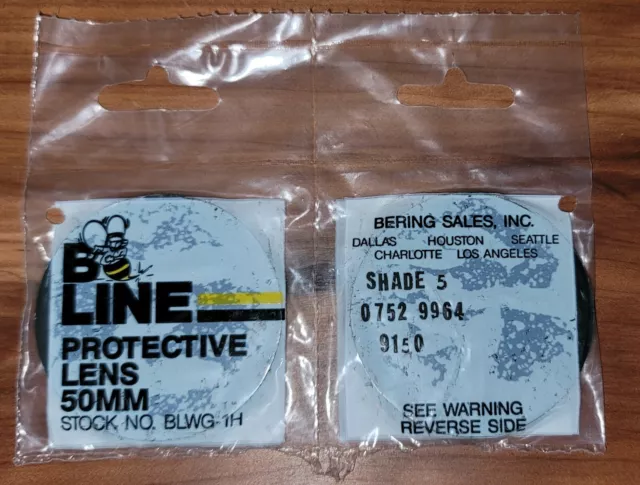 B
LINE
PROTECTIVE
LENS
50MM
STOCK NO. BLWG-1H
BERING SALES, INC.
DALLAS HOUSTON SEATTLE
CHARLOTTE LOS ANGELES
SHADE 5
0752 9964
9150
SEE WARNING
REVERSE SIDE